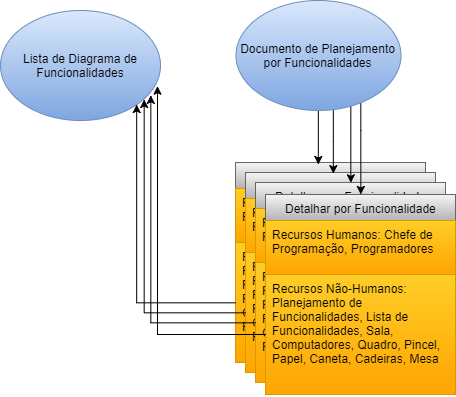 Lista de Diagrama de
Funcionalidades
Documento de Planejamento
por Funcionalidades
Detalhar por Funcionalidade
Recursos Humanos: Chefe de
Programação, Programadores
Recursos Não-Humanos:
Planejamento de
Funcionalidades, Lista de
Funcionalidades, Sala,
Computadores, Quadro, Pincel,
Papel, Caneta, Cadeiras, Mesa